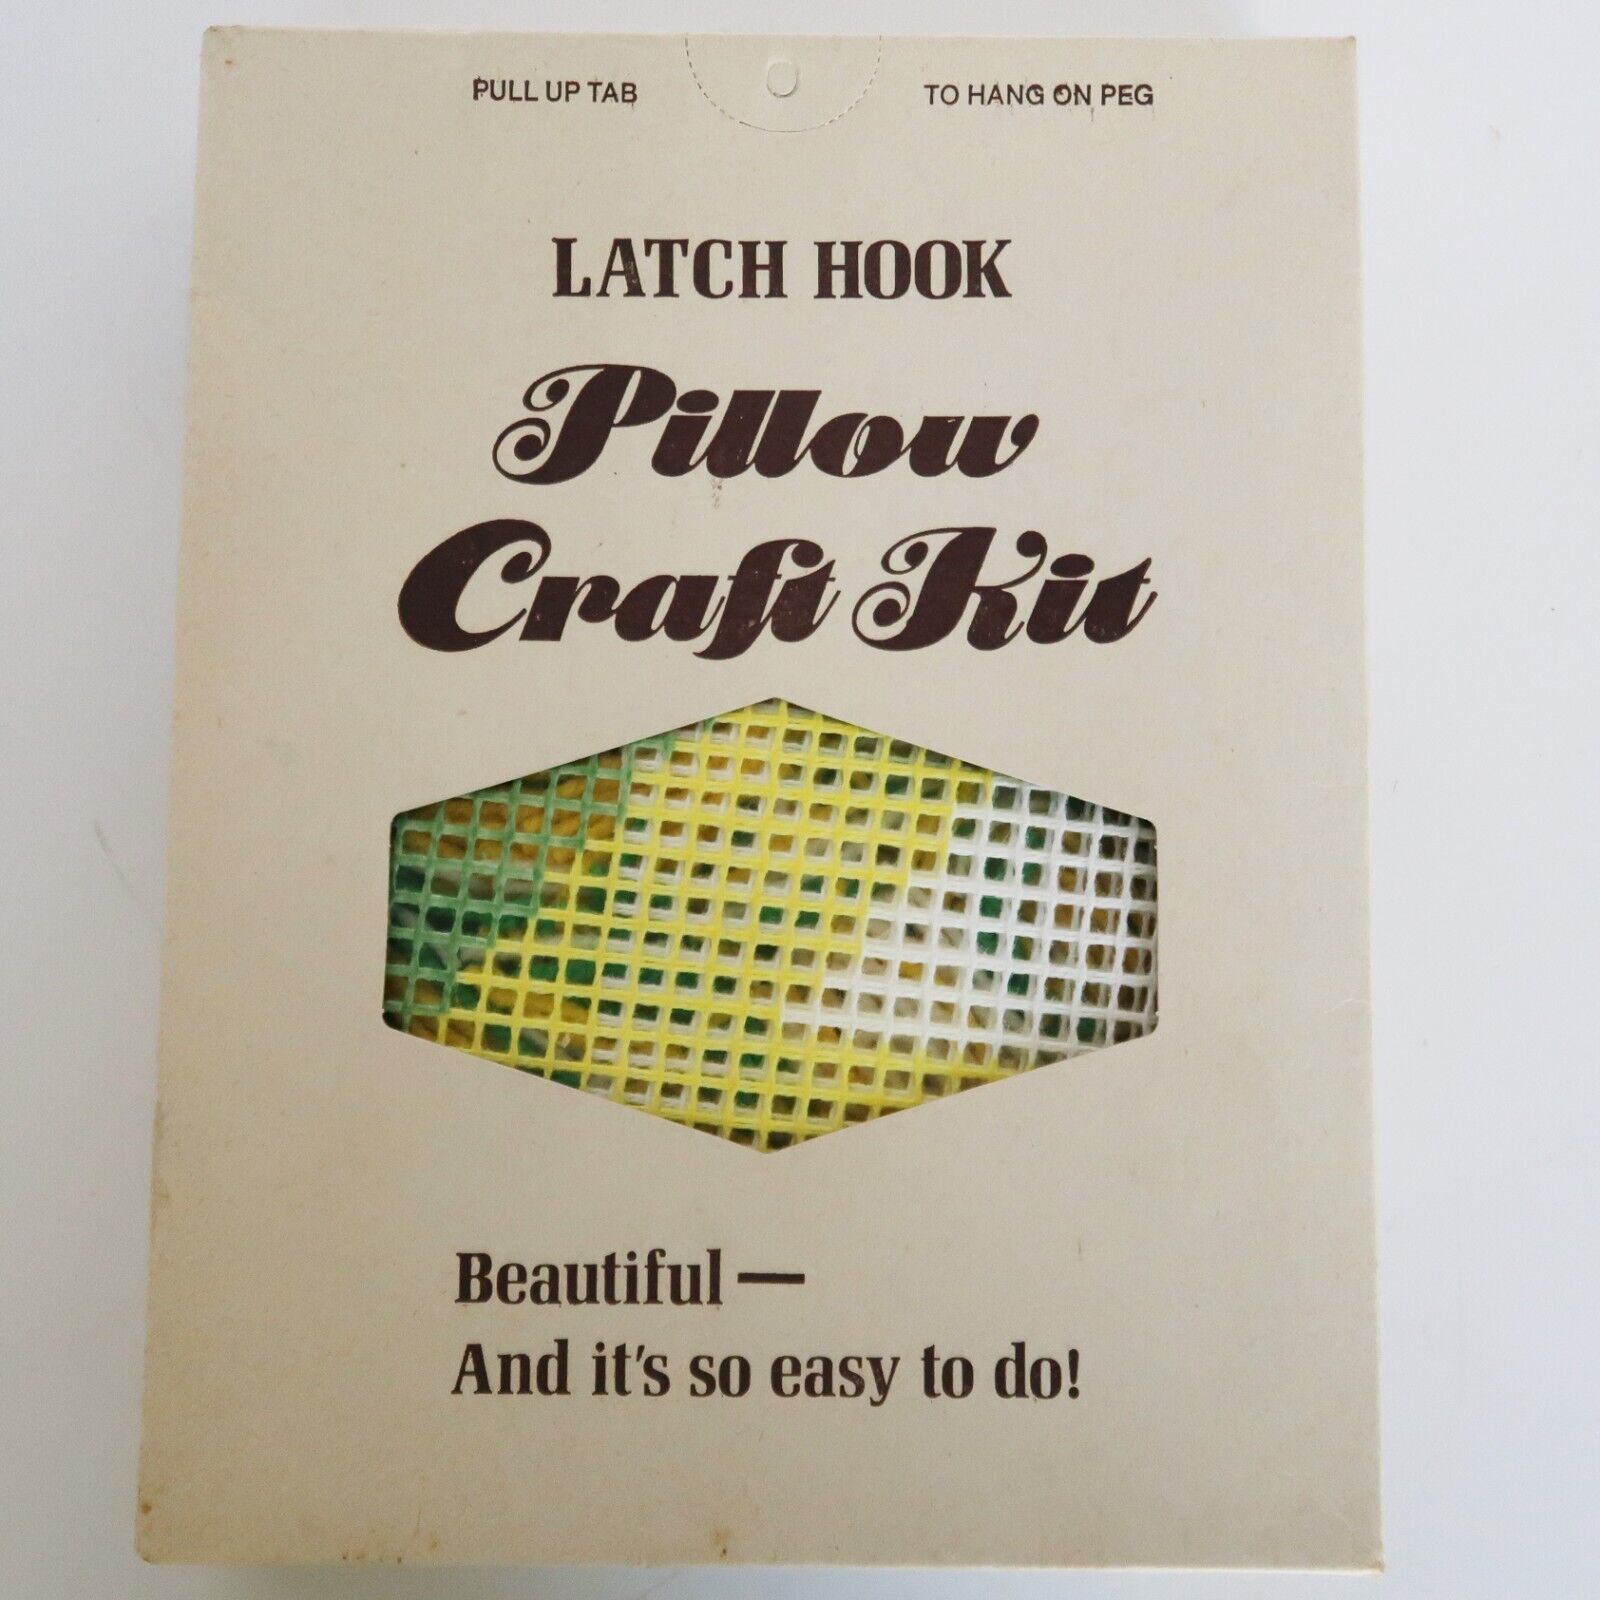 PULL UP TAB TO HANG ON PEG
LATCH HOOK
Pillow
Craft Kit
Beautiful—
And it's so easy to do!